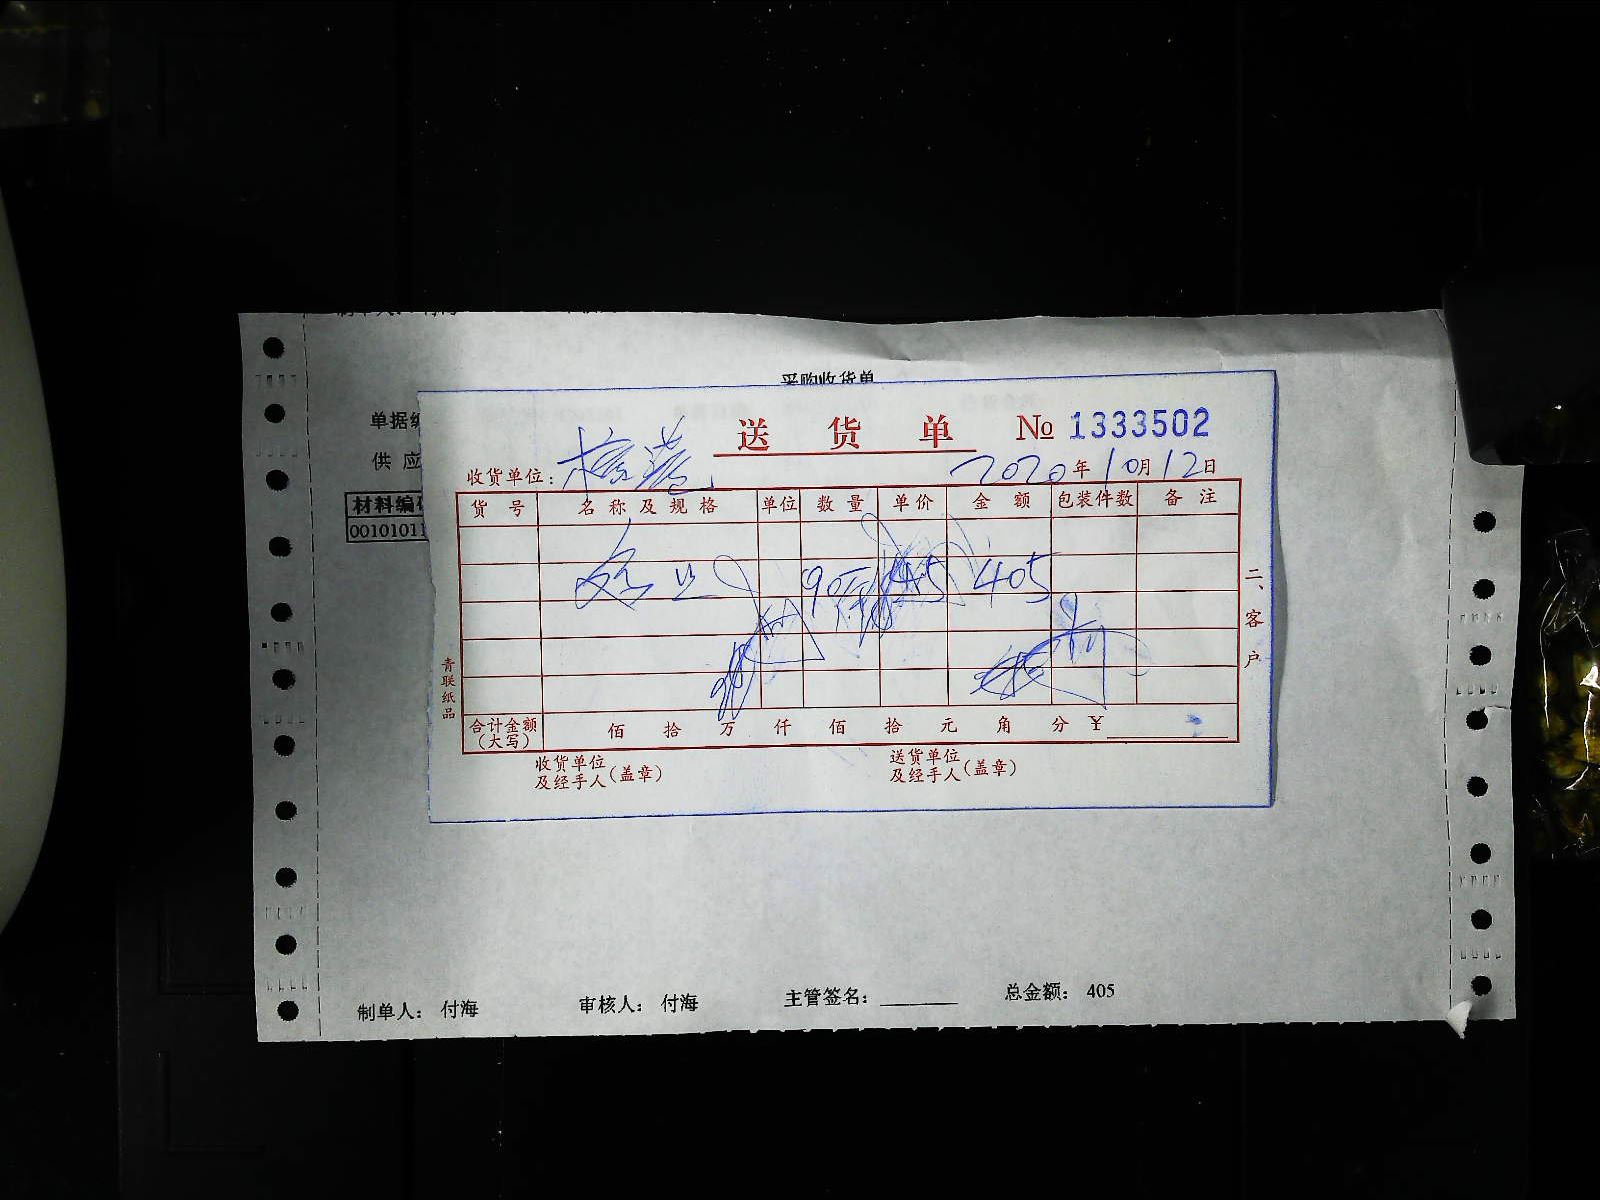 采购收货单
单据编
供 应
材料编码
00101011
送 货 单 № 1333502
收货单位:
2020年10月12日
货 号 名 称 及 规 格 单位 数 量 单价 金 额 包装件数 备 注
90斤 45 405
合计金额(大写) 佰 拾 万 仟 佰 拾 元 角 分 ¥
收货单位及经手人(盖章)
送货单位及经手人(盖章)
二、客户
青联纸品
制单人: 付海 审核人: 付海 主管签名: 总金额: 405